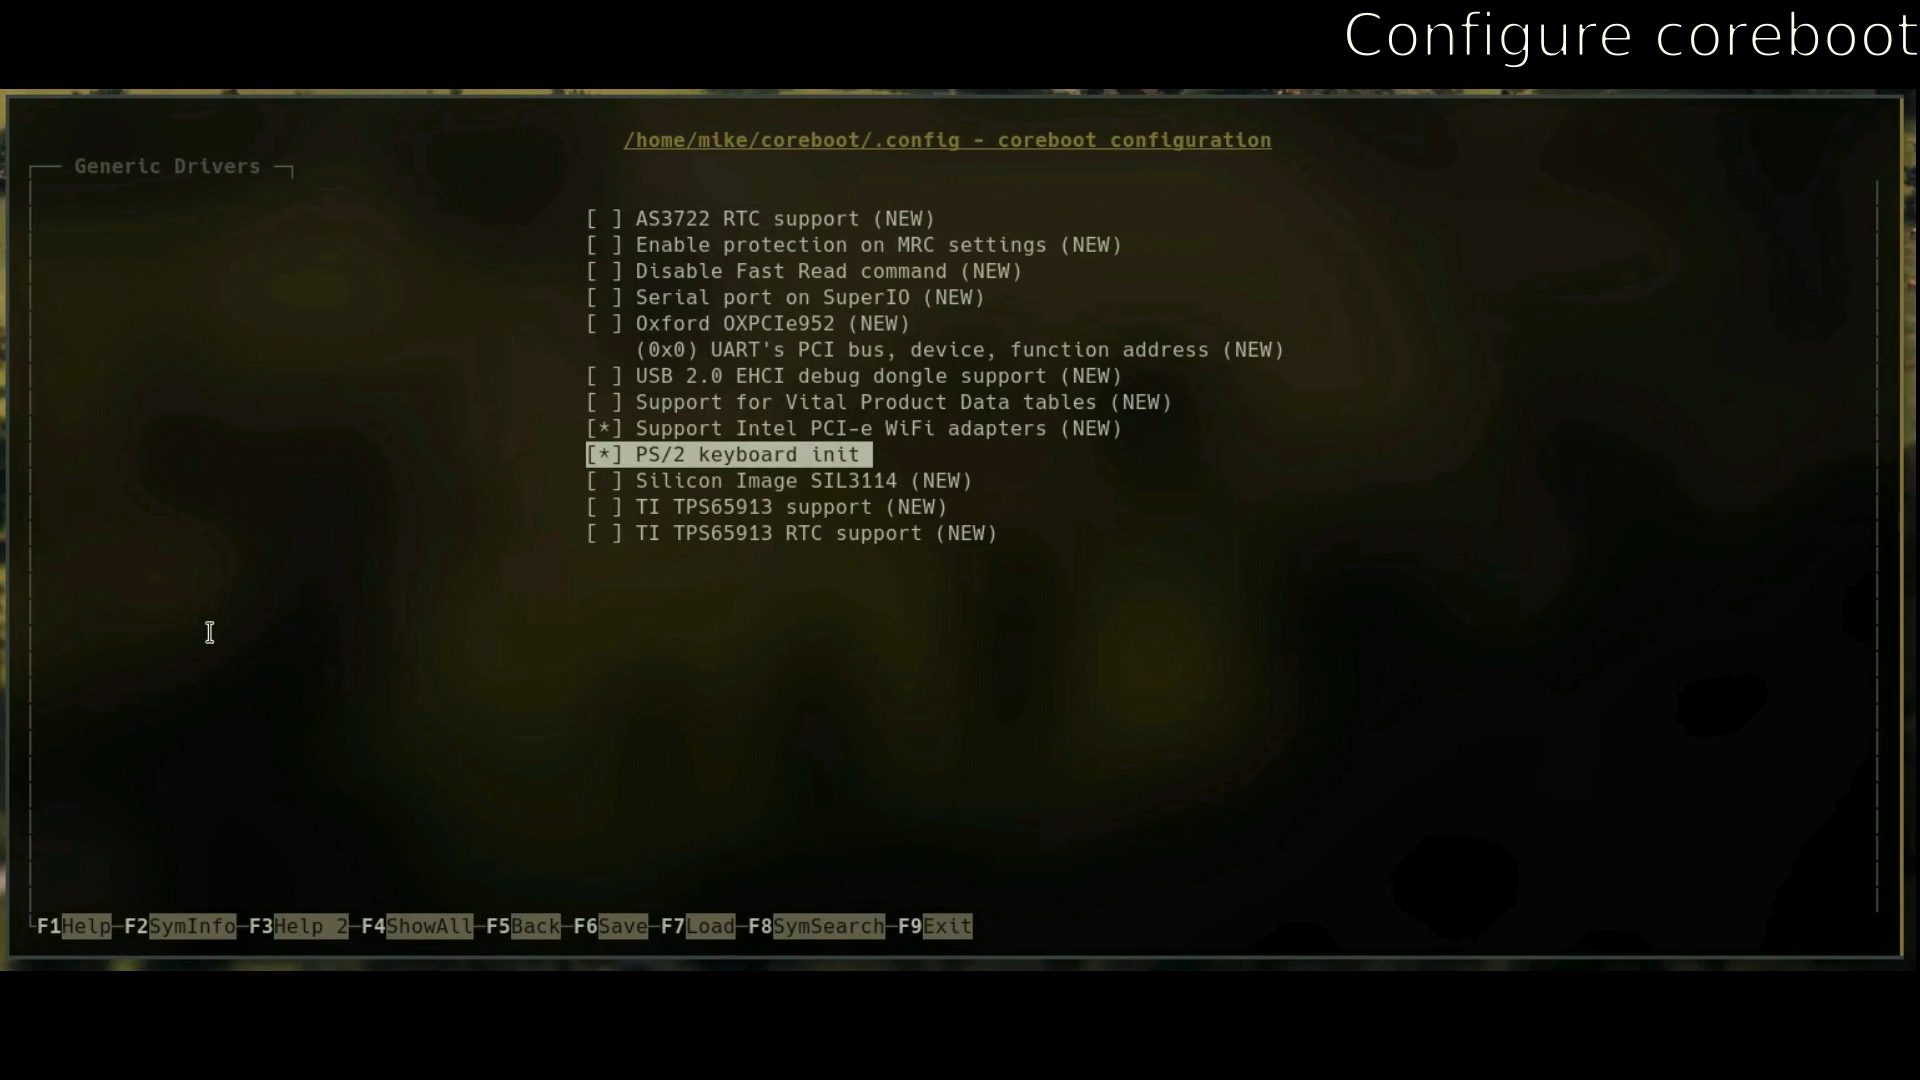 Configure coreboot
/home/mike/coreboot/.config - coreboot configuration
Generic Drivers
[ ] AS3722 RTC support (NEW)
[ ] Enable protection on MRC settings (NEW)
[ ] Disable Fast Read command (NEW)
[ ] Serial port on SuperIO (NEW)
[ ] Oxford OXPCIe952 (NEW)
(0x0) UART's PCI bus, device, function address (NEW)
[ ] USB 2.0 EHCI debug dongle support (NEW)
[ ] Support for Vital Product Data tables (NEW)
[*] Support Intel PCI-e WiFi adapters (NEW)
[*] PS/2 keyboard init
[ ] Silicon Image SIL3114 (NEW)
[ ] TI TPS65913 support (NEW)
[ ] TI TPS65913 RTC support (NEW)
F1Help-F2SymInfo-F3Help 2-F4ShowAll-F5Back-F6Save-F7Load-F8SymSearch-F9Exit